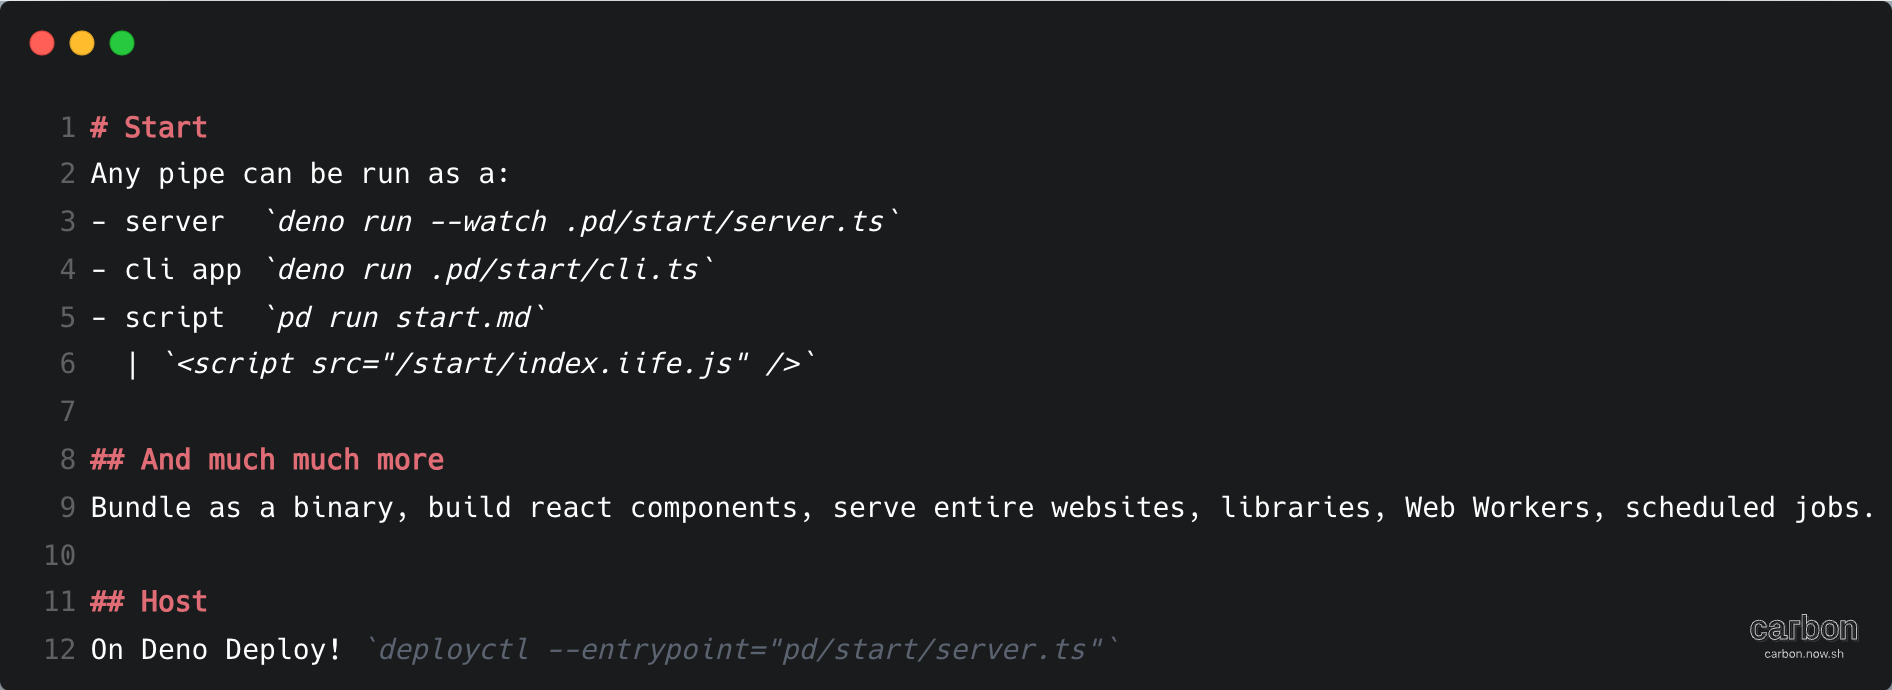 1 # Start
2 Any pipe can be run as a:
3 - server  `deno run --watch .pd/start/server.ts`
4 - cli app `deno run .pd/start/cli.ts`
5 - script  `pd run start.md`
6   | `<script src="/start/index.iife.js" />`
7
8 ## And much much more
9 Bundle as a binary, build react components, serve entire websites, libraries, Web Workers, scheduled jobs.
10
11 ## Host
12 On Deno Deploy! `deployctl --entrypoint="pd/start/server.ts"`
carbon
carbon.now.sh